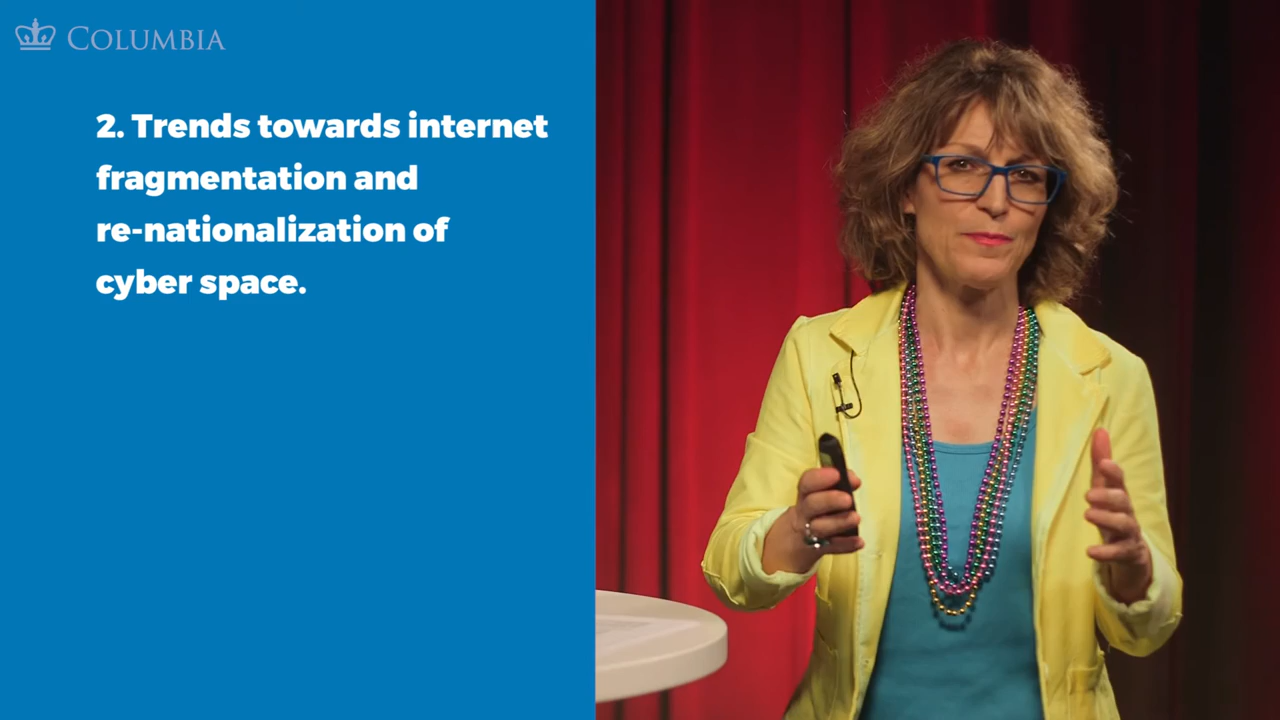 COLUMBIA
2. Trends towards internet
fragmentation and
re-nationalization of
cyber space.